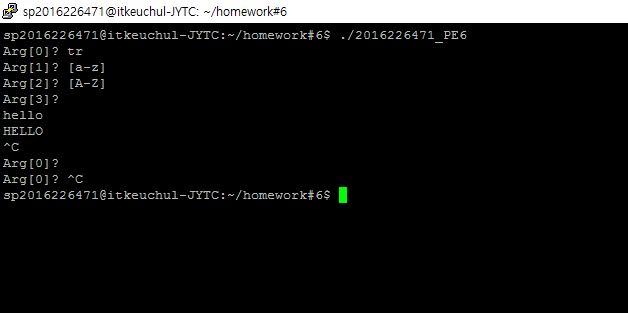 sp2016226471@itkeuchul-JYTC: ~/homework#6
sp2016226471@itkeuchul-JYTC:~/homework#6$ ./2016226471_PE6
Arg[0]? tr
Arg[1]? [a-z]
Arg[2]? [A-Z]
Arg[3]?
hello
HELLO
^C
Arg[0]?
Arg[0]? ^C
sp2016226471@itkeuchul-JYTC:~/homework#6$